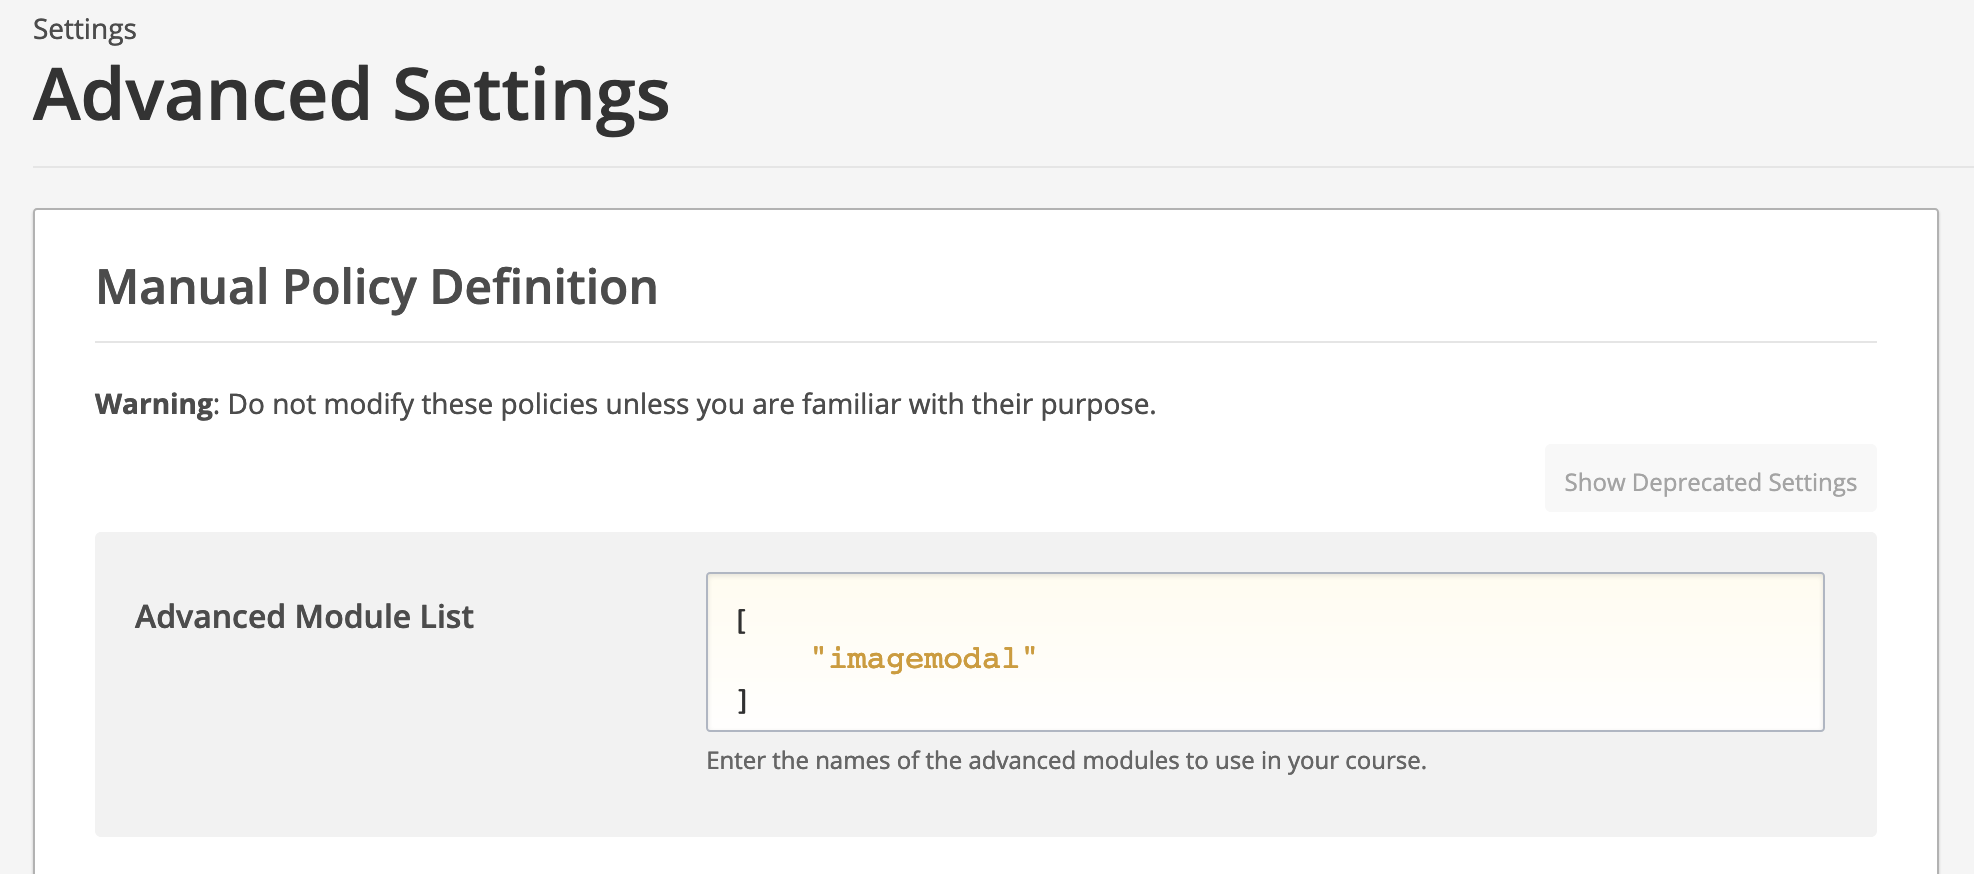 Settings
Advanced Settings
Manual Policy Definition
Warning: Do not modify these policies unless you are familiar with their purpose.
Show Deprecated Settings
Advanced Module List
[
"imagemodal"
]
Enter the names of the advanced modules to use in your course.